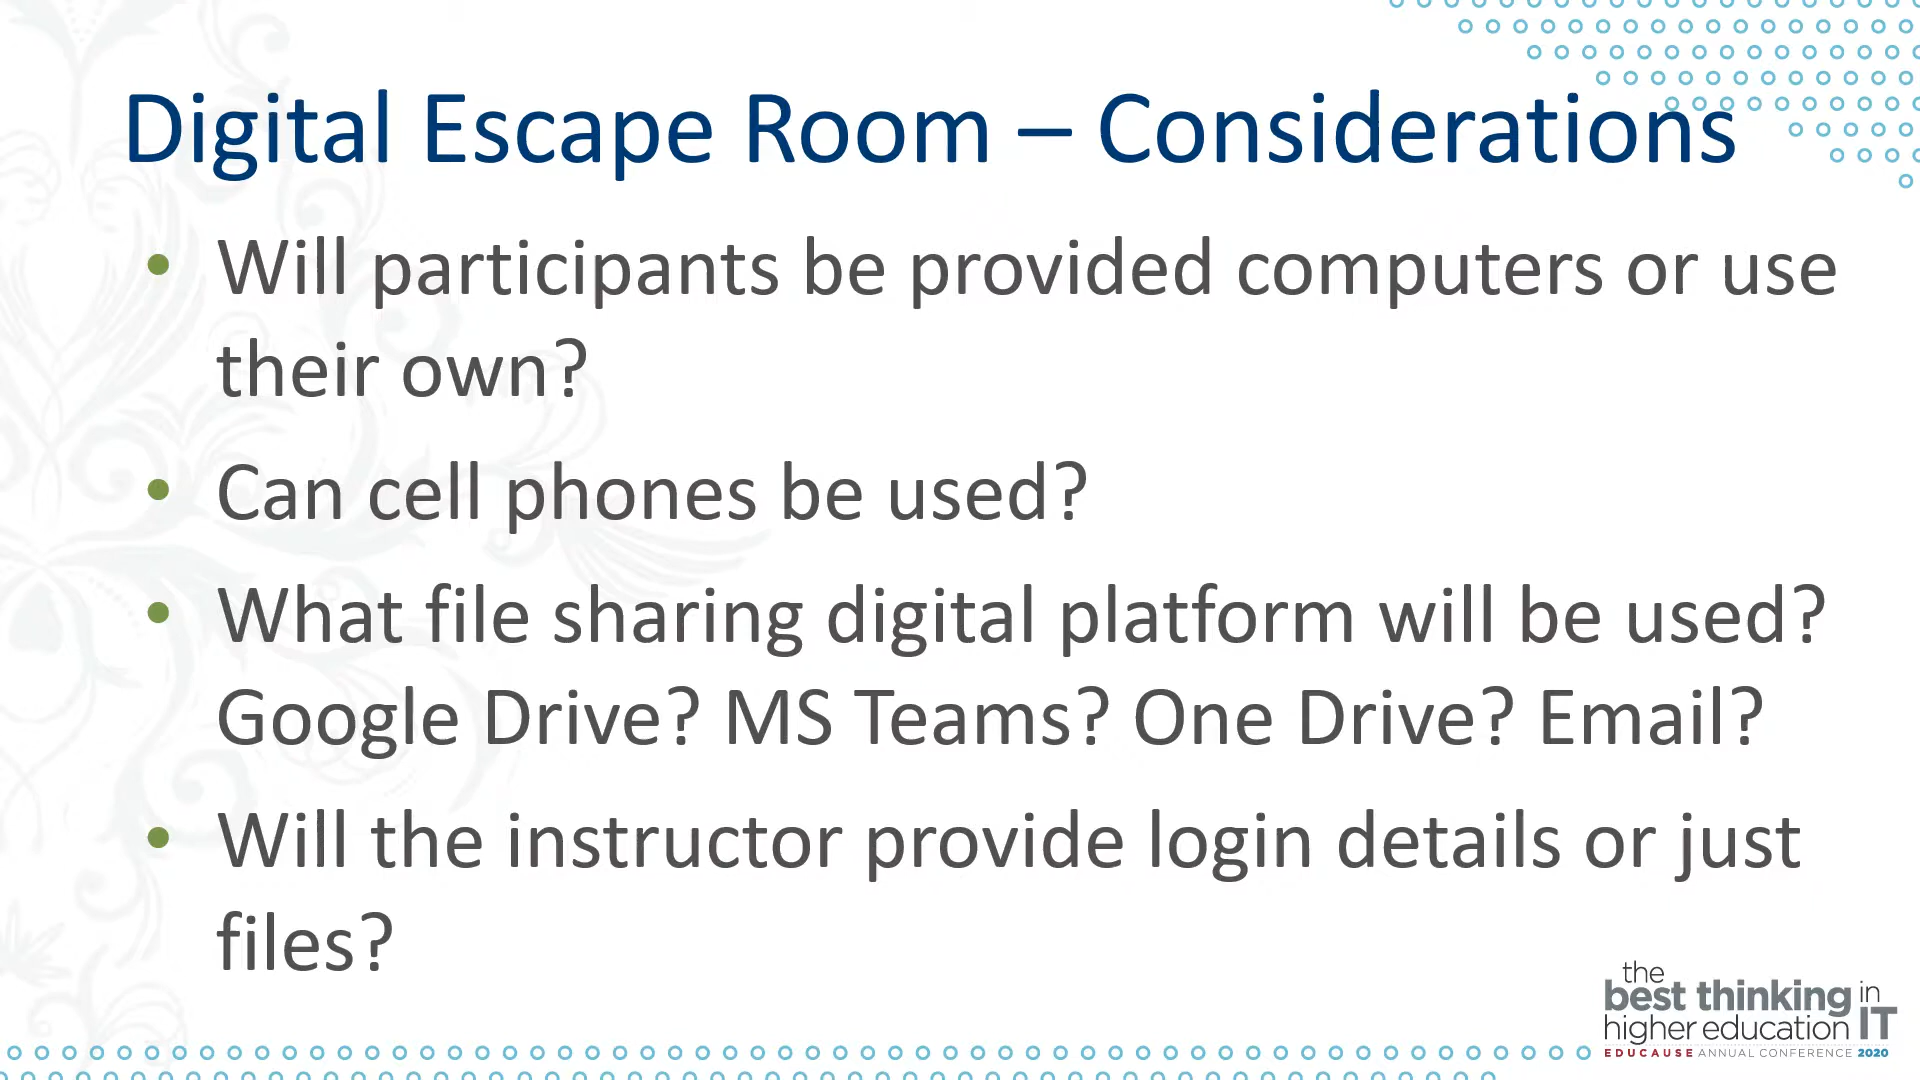 Digital Escape Room – Considerations
• Will participants be provided computers or use
their own?
• Can cell phones be used?
• What file sharing digital platform will be used?
Google Drive? MS Teams? One Drive? Email?
• Will the instructor provide login details or just
files?
the
best thinking in
higher education IT
EDUCAUSE ANNUAL CONFERENCE 2020